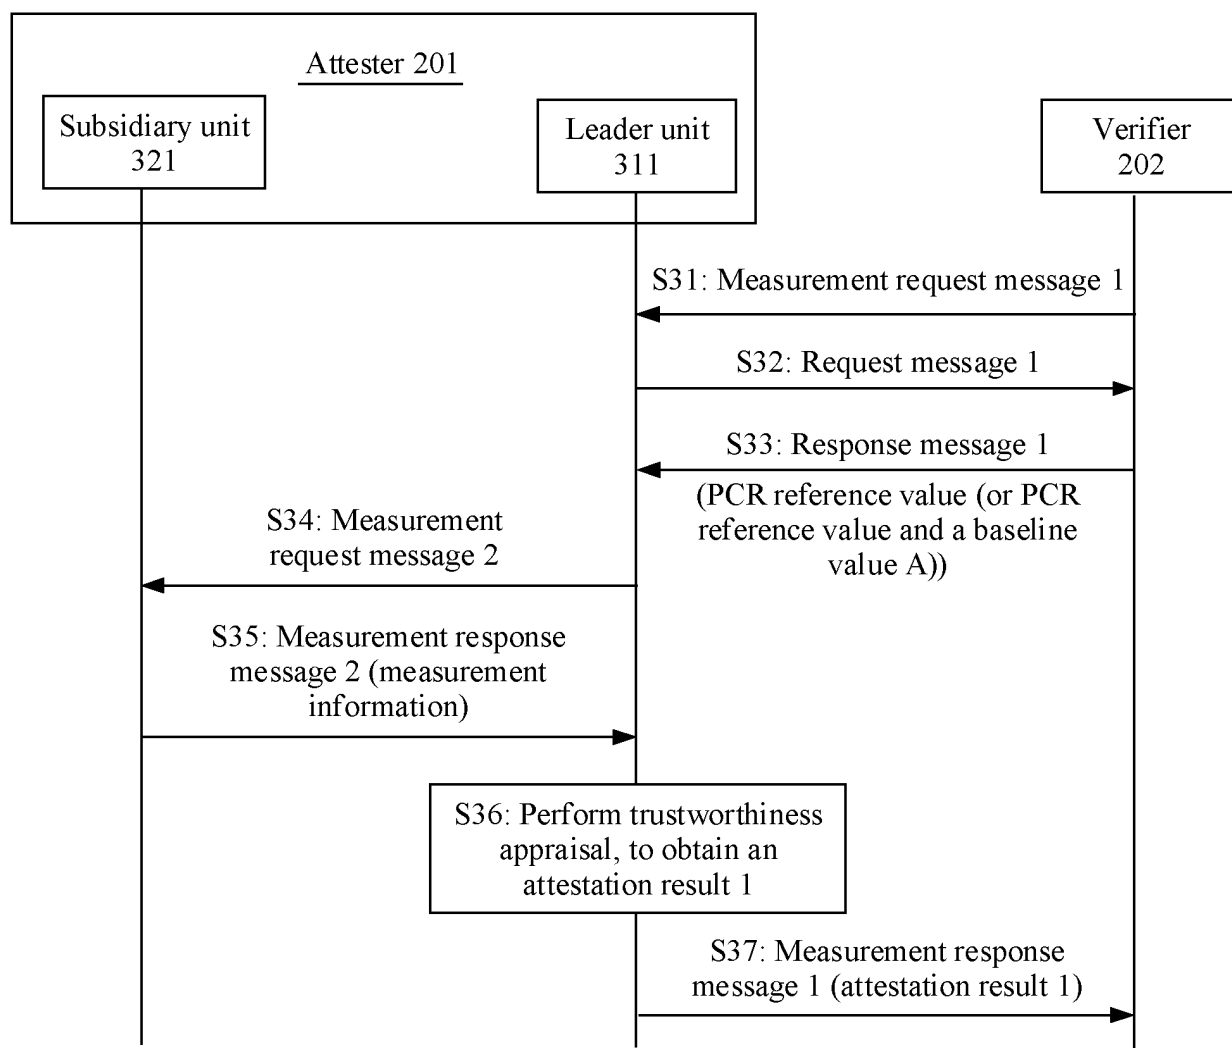 Attester 201
Subsidiary unit
321
Leader unit
311
Verifier
202
S31: Measurement request message 1
S32: Request message 1
S33: Response message 1
(PCR reference value (or PCR
reference value and a baseline
value A))
S34: Measurement
request message 2
S35: Measurement response
message 2 (measurement
information)
S36: Perform trustworthiness
appraisal, to obtain an
attestation result 1
S37: Measurement response
message 1 (attestation result 1)